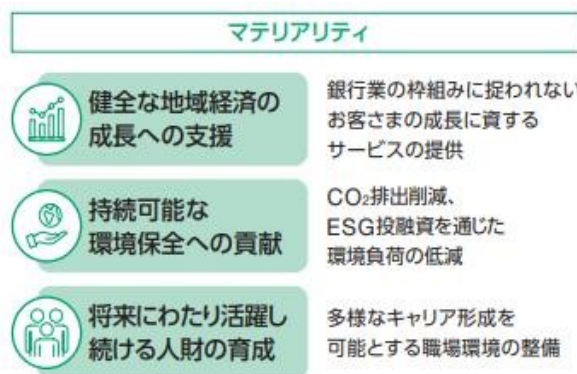 マテリアリティ
健全な地域経済の
成長への支援
銀行業の枠組みに捉われない
お客さまの成長に資する
サービスの提供
持続可能な
環境保全への貢献
CO₂排出削減、
ESG投融資を通じた
環境負荷の低減
将来にわたり活躍し
続ける人財の育成
多様なキャリア形成を
可能とする職場環境の整備